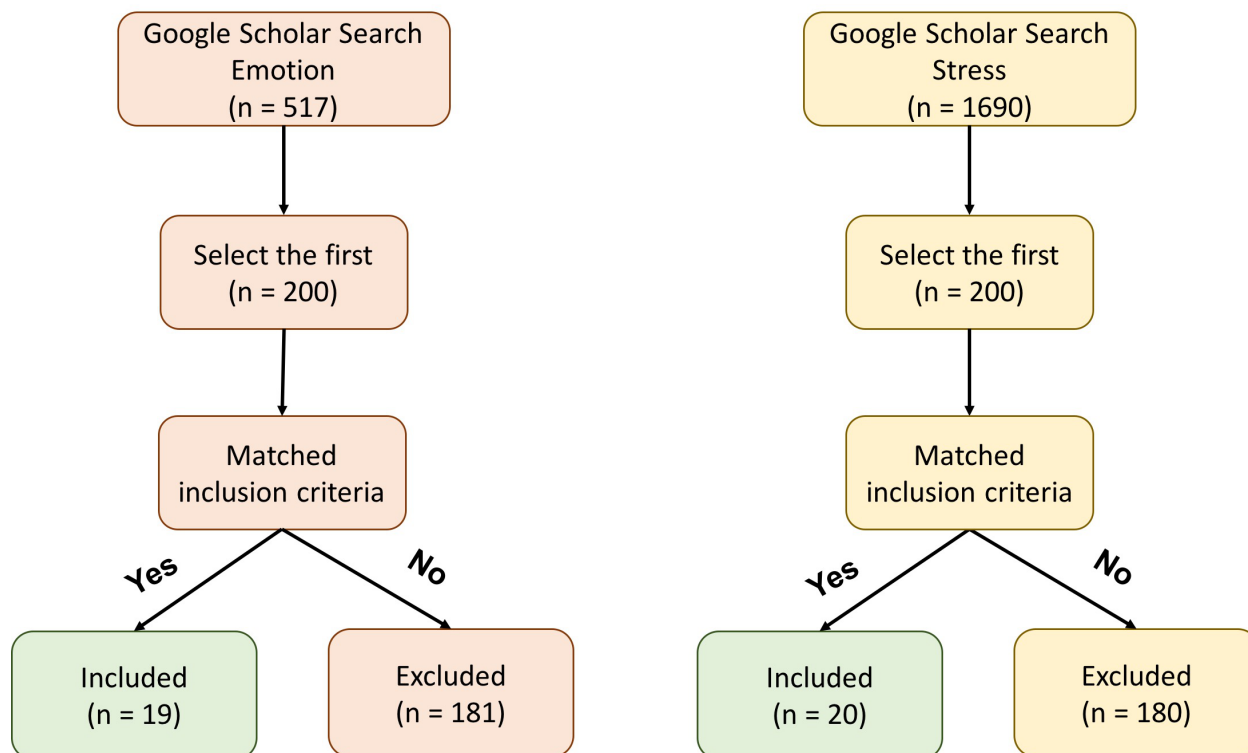 Google Scholar Search
Emotion
(n = 517)
Select the first
(n = 200)
Matched
inclusion criteria
Yes
No
Included
(n = 19)
Excluded
(n = 181)
Google Scholar Search
Stress
(n = 1690)
Select the first
(n = 200)
Matched
inclusion criteria
Yes
No
Included
(n = 20)
Excluded
(n = 180)